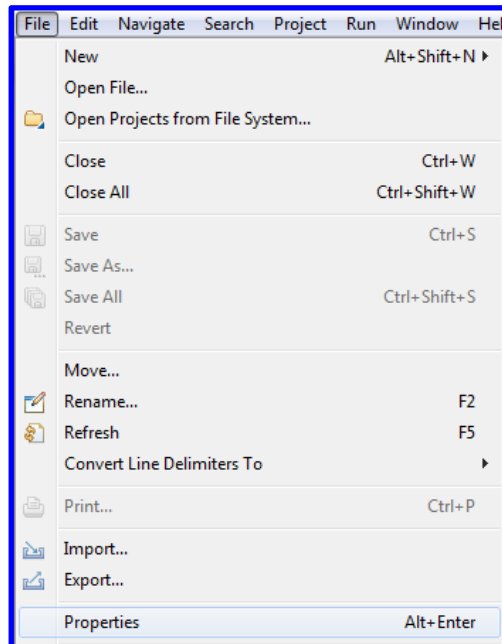 File Edit Navigate Search Project Run Window Hel
New Alt+Shift+N
Open File...
Open Projects from File System...
Close Ctrl+W
Close All Ctrl+Shift+W
Save Ctrl+S
Save As...
Save All Ctrl+Shift+S
Revert
Move...
Rename... F2
Refresh F5
Convert Line Delimiters To
Print... Ctrl+P
Import...
Export...
Properties Alt+Enter